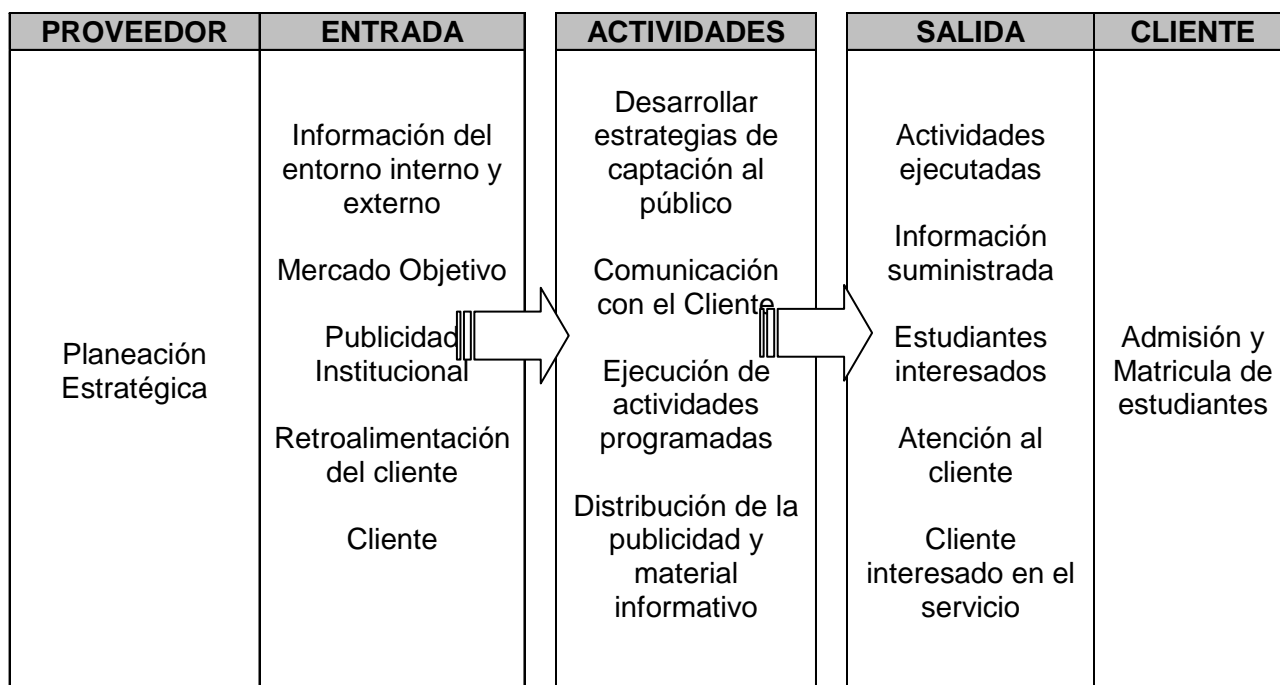 PROVEEDOR
ENTRADA
ACTIVIDADES
SALIDA
CLIENTE
Planeación
Estratégica
Información del
entorno interno y
externo
Mercado Objetivo
Publicidad
Institucional
Retroalimentación
del cliente
Cliente
Desarrollar
estrategias de
captación al
público
Comunicación
con el Cliente
Ejecución de
actividades
programadas
Distribución de la
publicidad y
material
informativo
Actividades
ejecutadas
Información
suministrada
Estudiantes
interesados
Atención al
cliente
Cliente
interesado en el
servicio
Admisión y
Matricula de
estudiantes